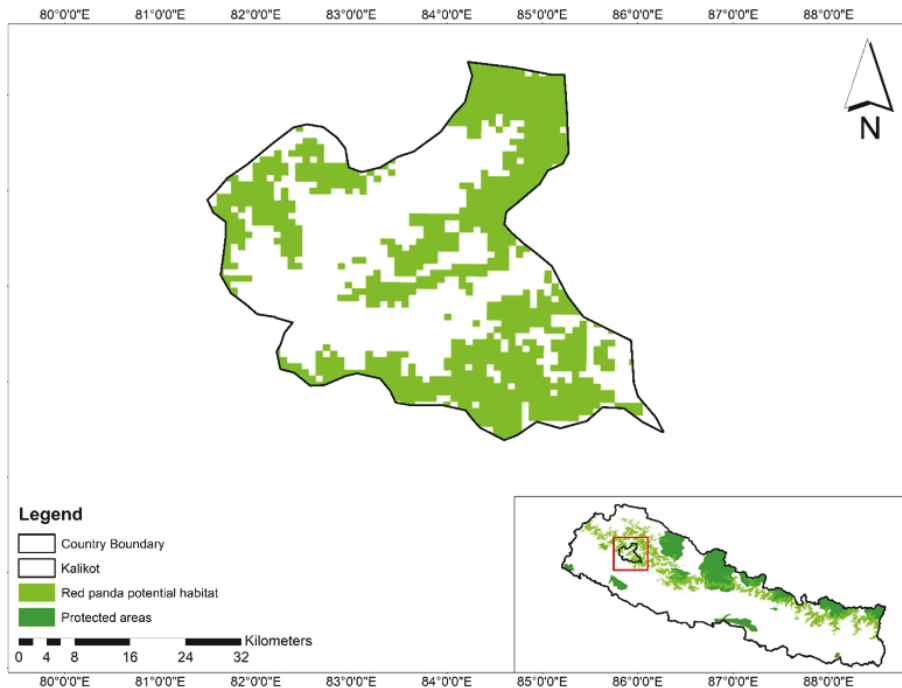 80°0'0"E 81°0'0"E 82°0'0"E 83°0'0"E 84°0'0"E 85°0'0"E 86°0'0"E 87°0'0"E 88°0'0"E
N
Legend
Country Boundary
Kalikot
Red panda potential habitat
Protected areas
Kilometers
0 4 8 16 24 32
80°0'0"E 81°0'0"E 82°0'0"E 83°0'0"E 84°0'0"E 85°0'0"E 86°0'0"E 87°0'0"E 88°0'0"E